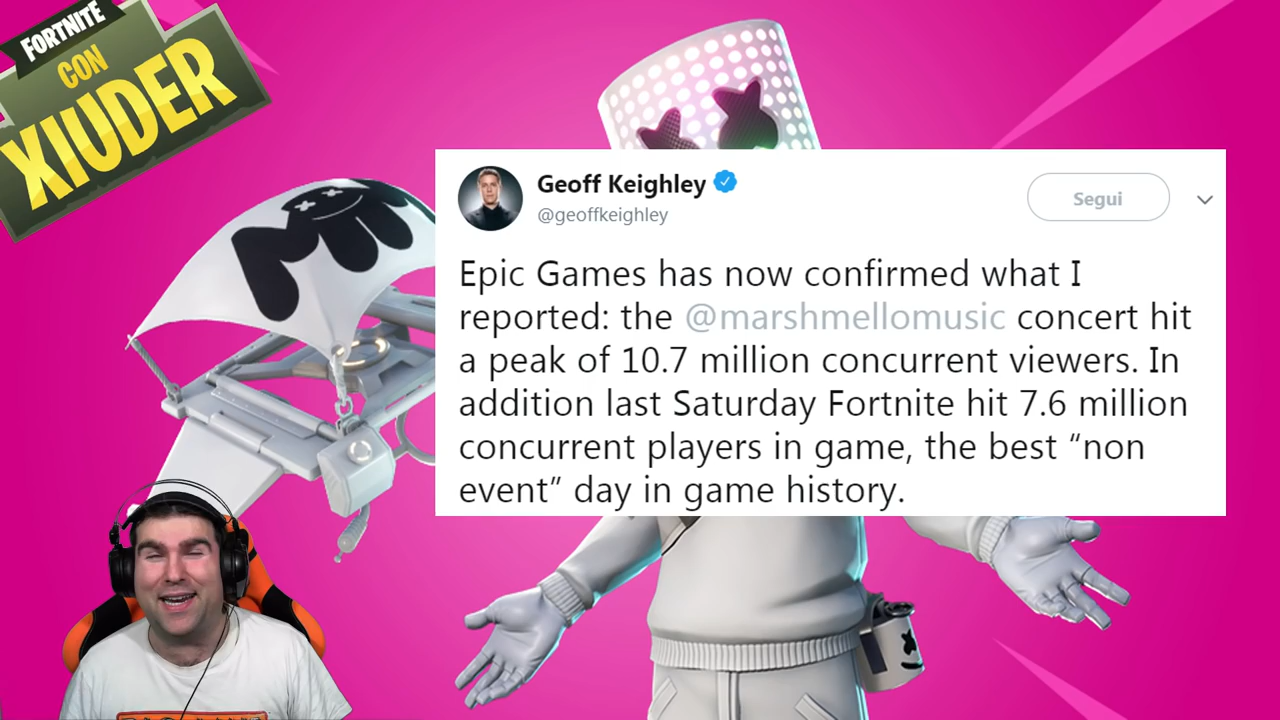 FORTNITE
CON
XIUDER
Geoff Keighley
@geoffkeighley
Segui
Epic Games has now confirmed what I
reported: the @marshmellomusic concert hit
a peak of 10.7 million concurrent viewers. In
addition last Saturday Fortnite hit 7.6 million
concurrent players in game, the best “non
event” day in game history.